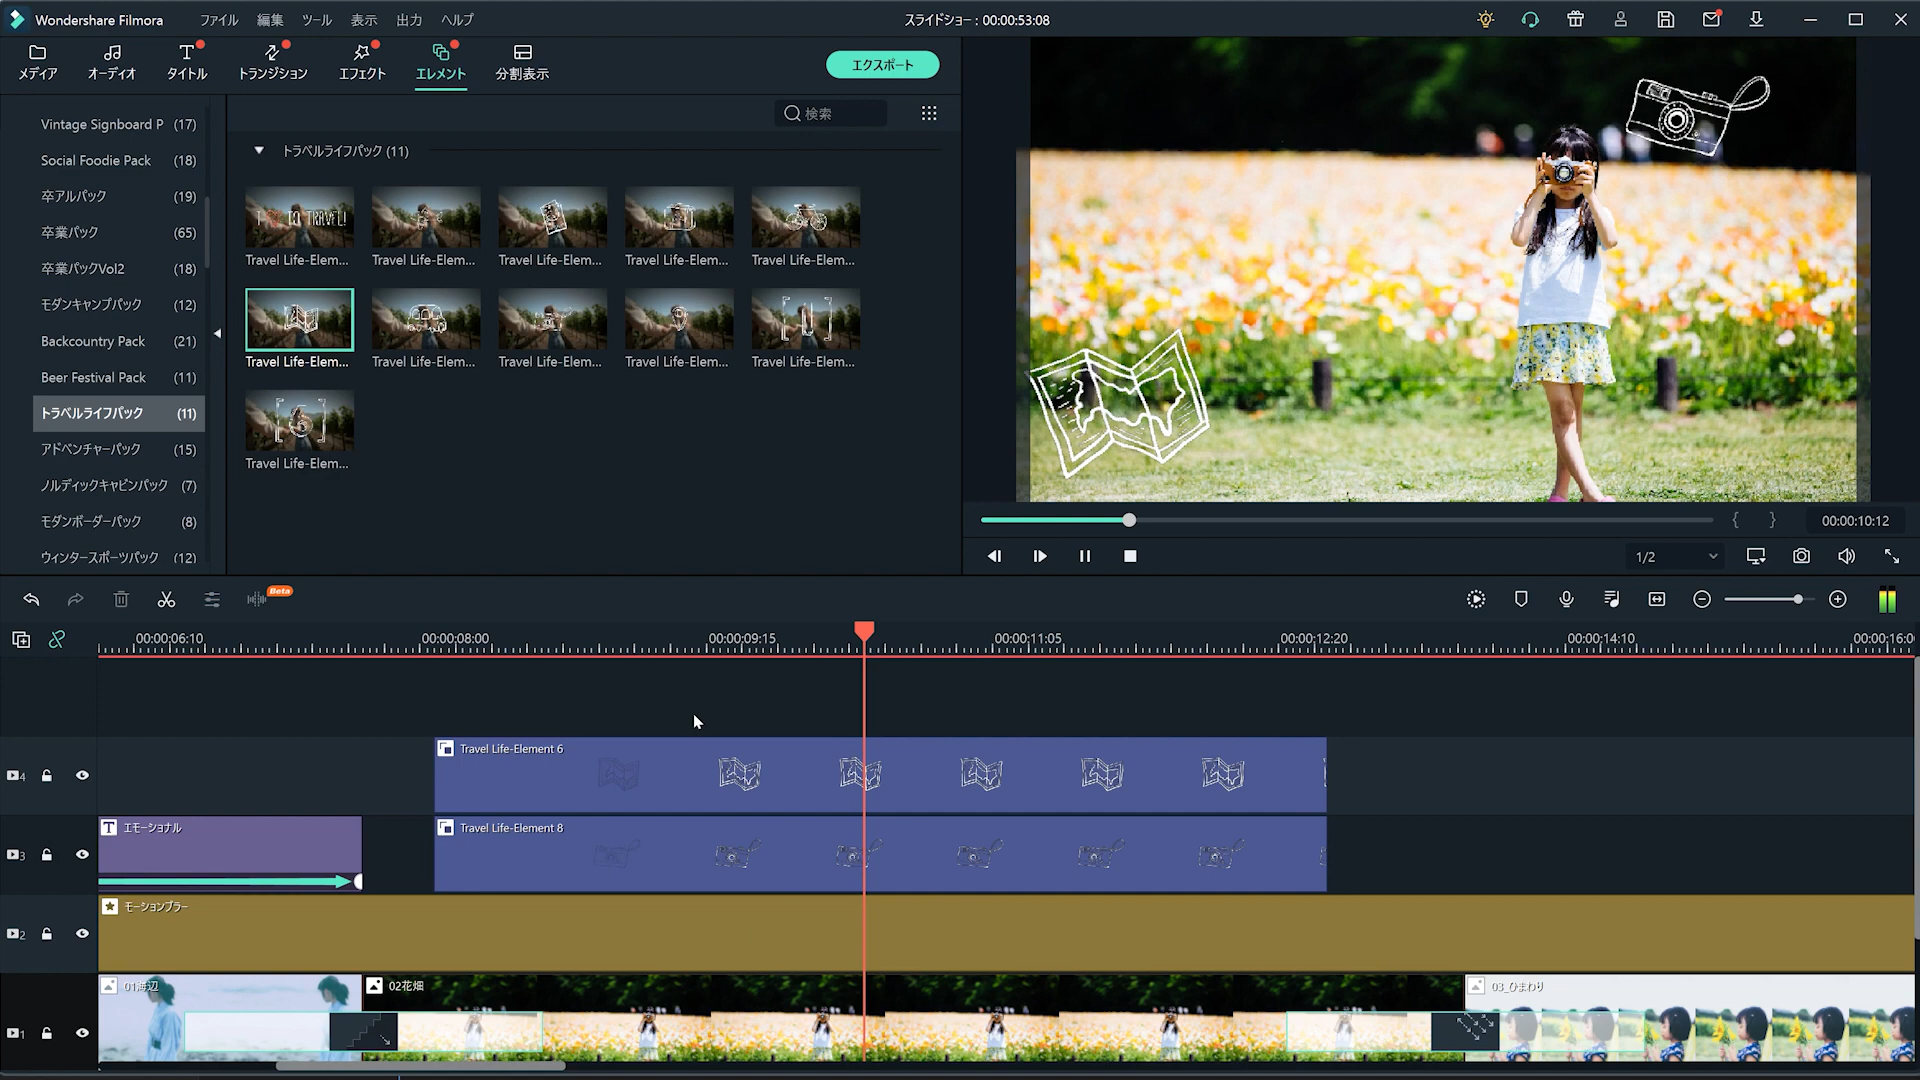 Wondershare Filmora
ファイル
編集
ツール
表示
出力
ヘルプ
スライドショー : 00:00:53:08
メディア
オーディオ
タイトル
トランジション
エフェクト
エレメント
分割表示
エクスポート
Vintage Signboard P (17)
Social Foodie Pack (18)
卒アルパック (19)
卒業パック (65)
卒業パックVol2 (18)
モダンキャンプパック (12)
Backcountry Pack (21)
Beer Festival Pack (11)
トラベルライフパック (11)
アドベンチャーパック (15)
ノルディックキャビンパック (7)
モダンボーダーパック (8)
ウィンタースポーツパック (12)
検索
トラベルライフパック (11)
TO TRAVEL!
Travel Life-Elem...
Travel Life-Elem...
Travel Life-Elem...
Travel Life-Elem...
Travel Life-Elem...
Travel Life-Elem...
Travel Life-Elem...
Travel Life-Elem...
Travel Life-Elem...
Travel Life-Elem...
Travel Life-Elem...
{ }
00:00:10:12
1/2
Beta
00:00:06:10
00:00:08:00
00:00:09:15
00:00:11:05
00:00:12:20
00:00:14:10
00:00:16:0
4
Travel Life-Element 6
3
エモーショナル
Travel Life-Element 8
2
モーションブラー
1
01海辺
02花畑
03_ひまわり